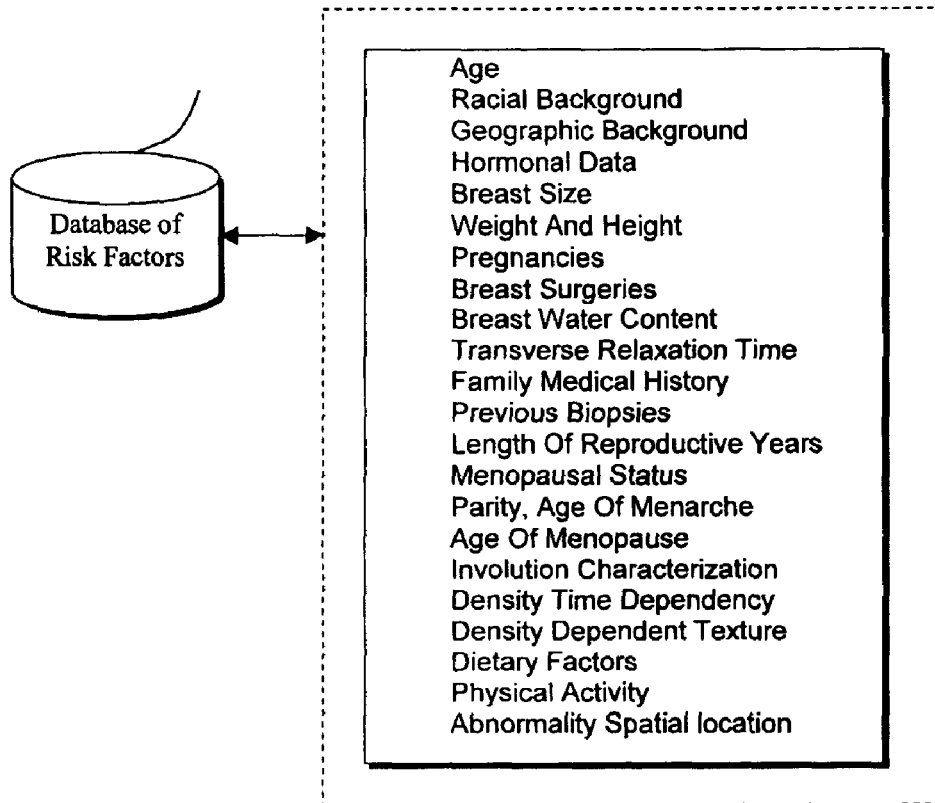 Database of
Risk Factors
Age
Racial Background
Geographic Background
Hormonal Data
Breast Size
Weight And Height
Pregnancies
Breast Surgeries
Breast Water Content
Transverse Relaxation Time
Family Medical History
Previous Biopsies
Length Of Reproductive Years
Menopausal Status
Parity, Age Of Menarche
Age Of Menopause
Involution Characterization
Density Time Dependency
Density Dependent Texture
Dietary Factors
Physical Activity
Abnormality Spatial location